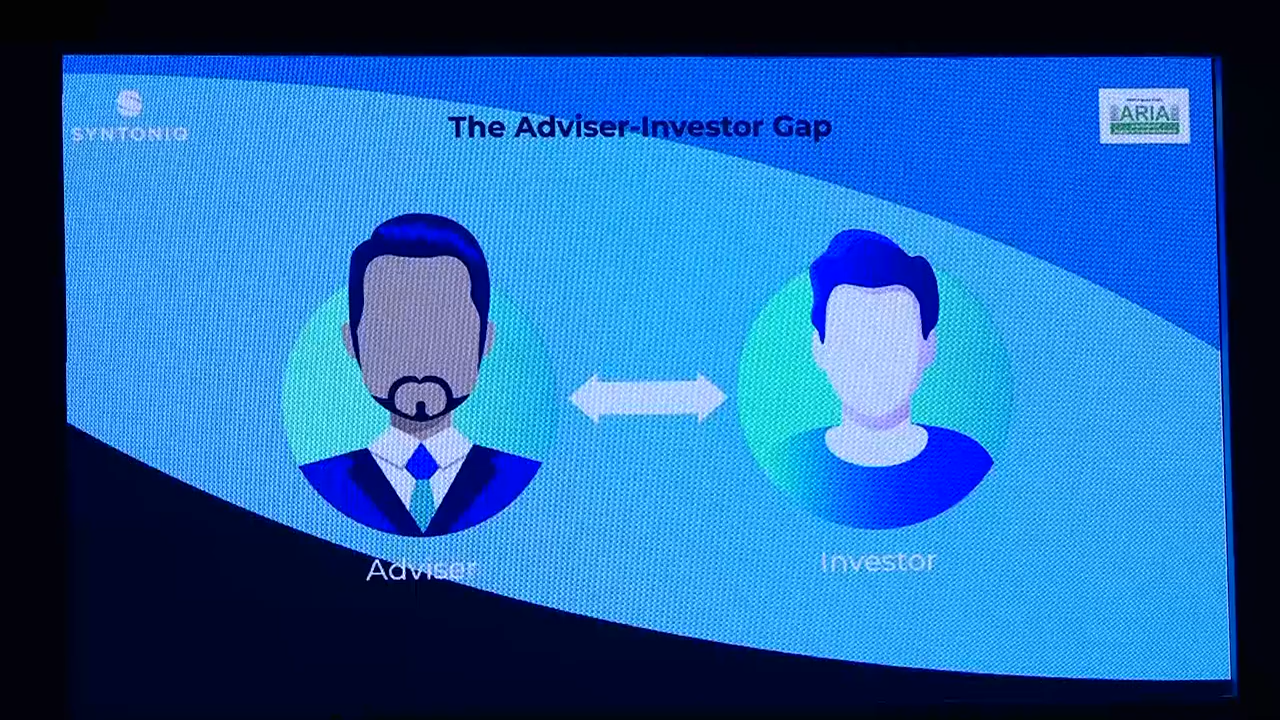 SYNTONIQ
The Adviser-Investor Gap
ARIA
Adviser
Investor